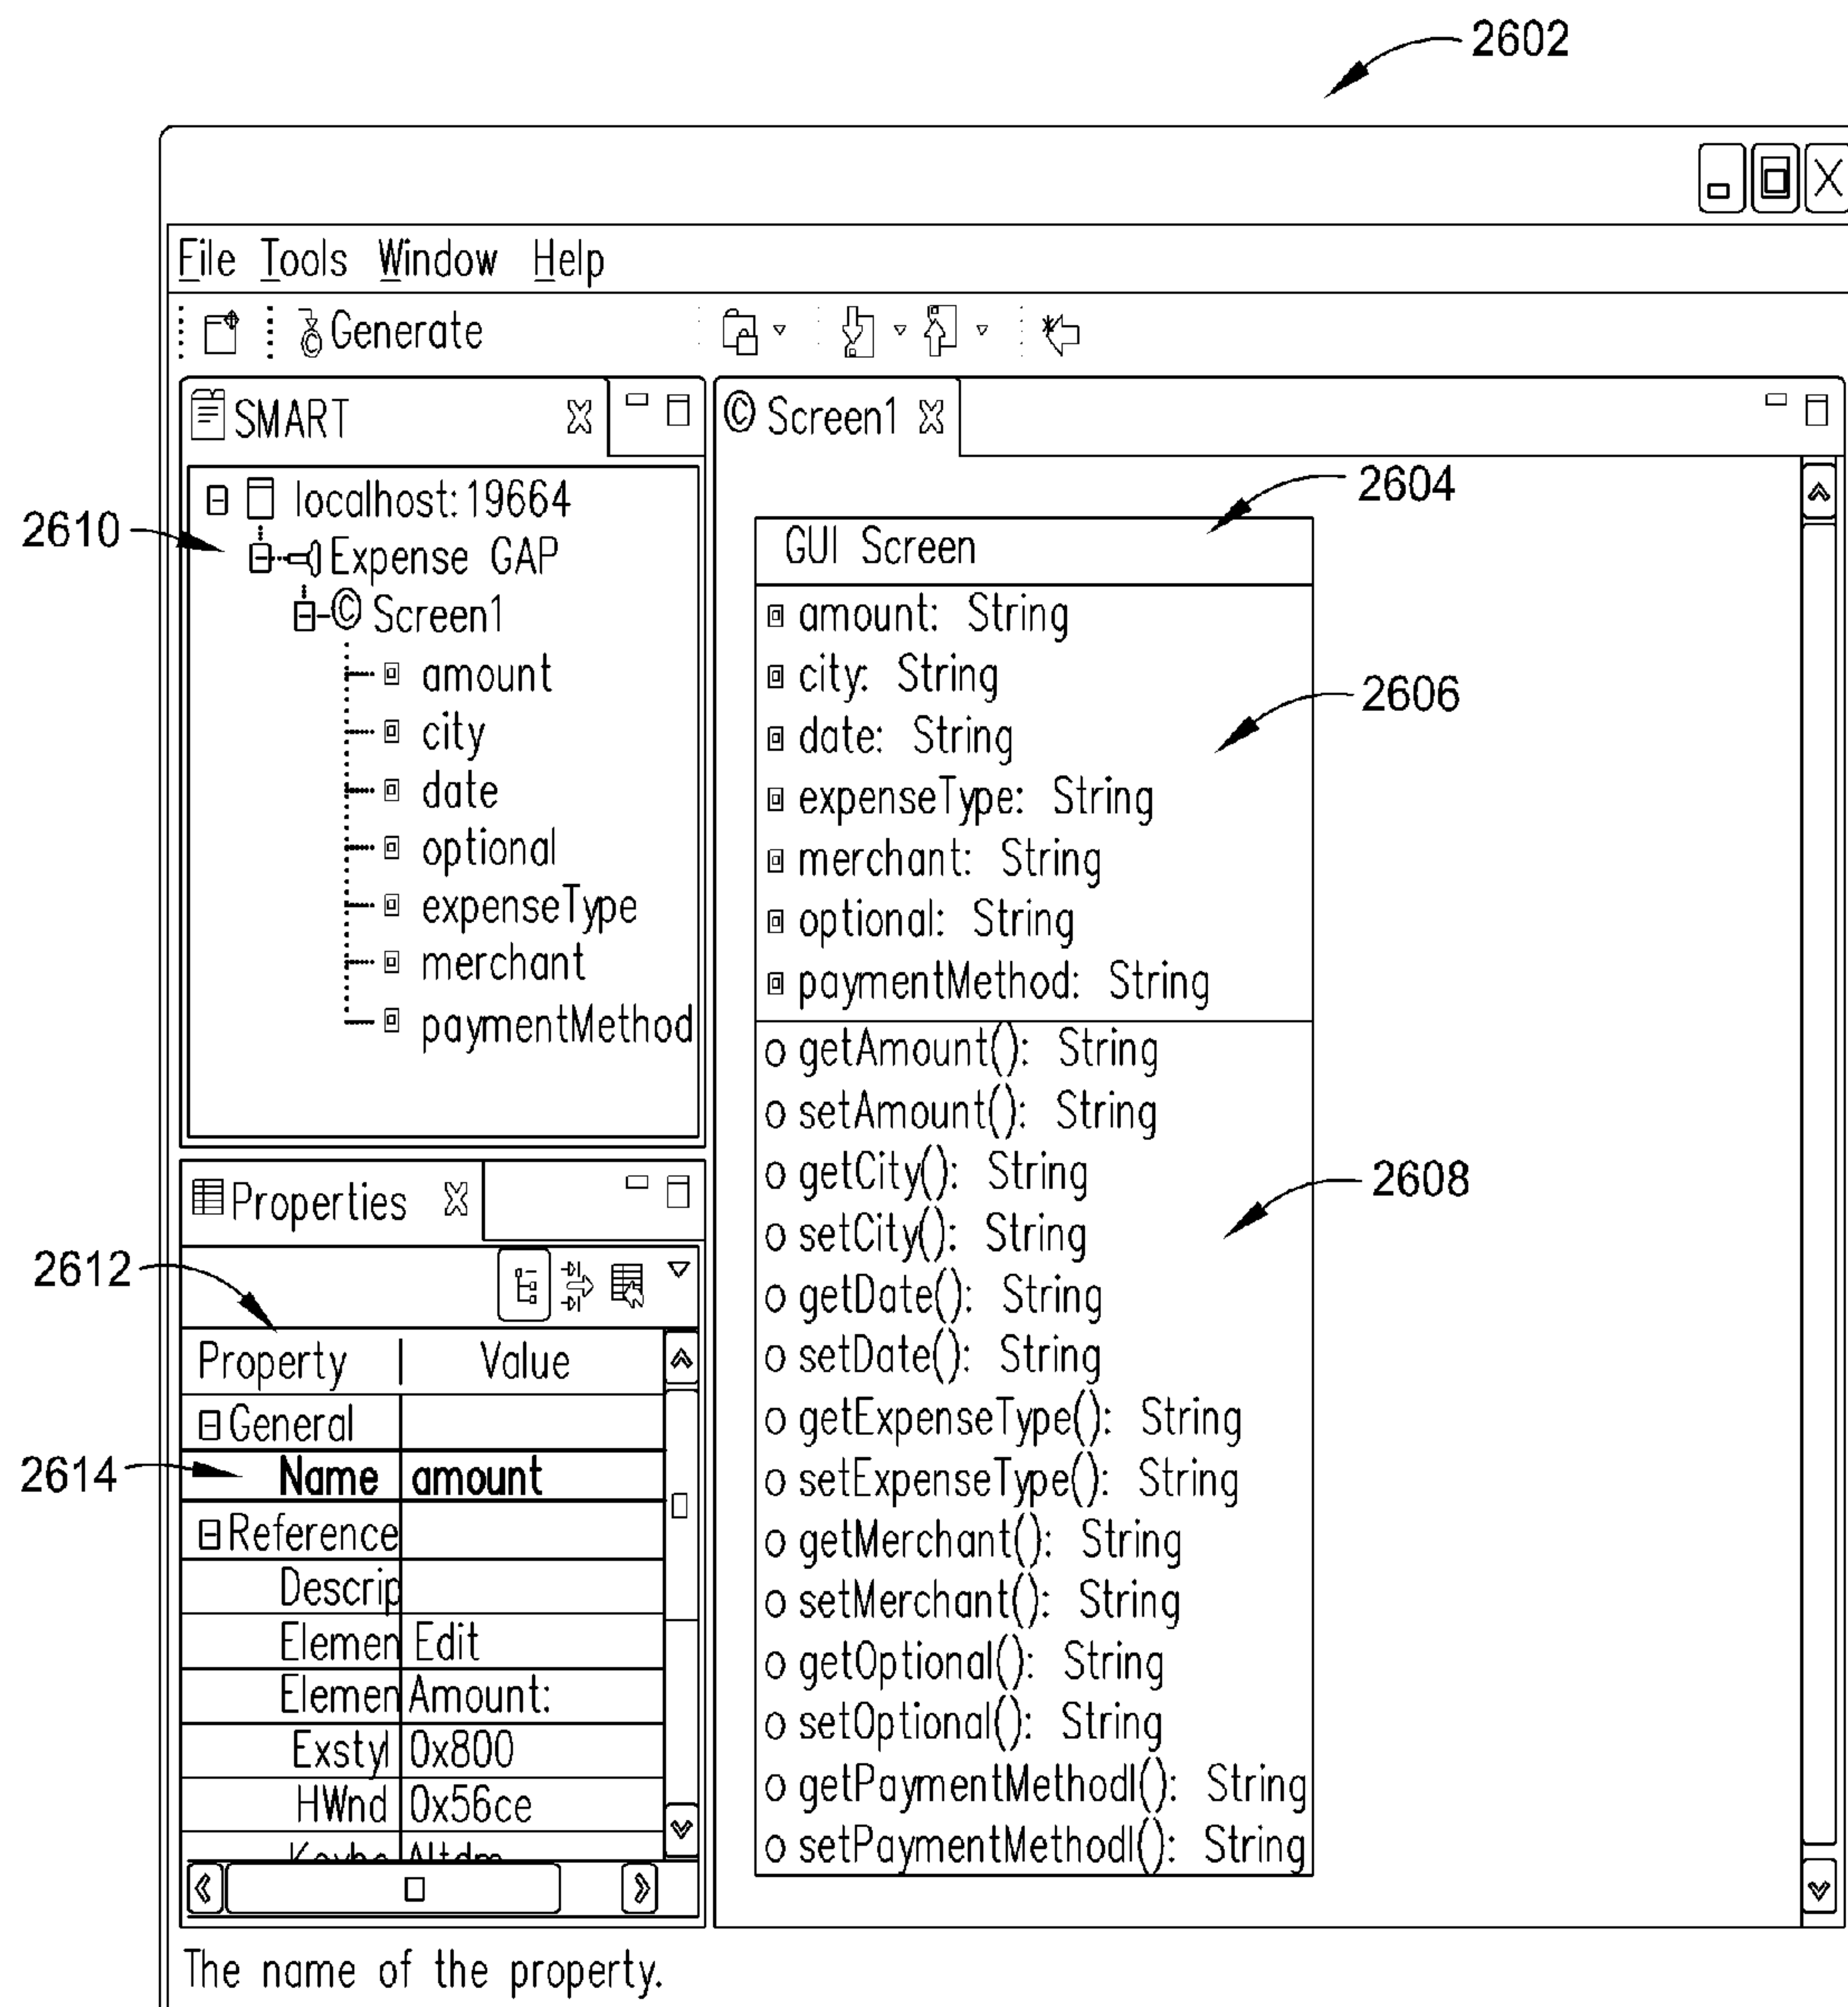 2602
File Tools Window Help
Generate
SMART
localhost:19664
2610
Expense GAP
Screen1
amount
city
date
optional
expenseType
merchant
paymentMethod
Properties
2612
Property Value
General
2614
Name amount
Reference
Descrip
Elemen Edit
Elemen Amount:
Exstyl 0x800
HWnd 0x56ce
© Screen1
2604
GUI Screen
amount: String
city: String
2606
date: String
expenseType: String
merchant: String
optional: String
paymentMethod: String
getAmount(): String
setAmount(): String
getCity(): String
2608
setCity(): String
getDate(): String
setDate(): String
getExpenseType(): String
setExpenseType(): String
getMerchant(): String
setMerchant(): String
getOptional(): String
setOptional(): String
getPaymentMethodl(): String
setPaymentMethodl(): String
The name of the property.